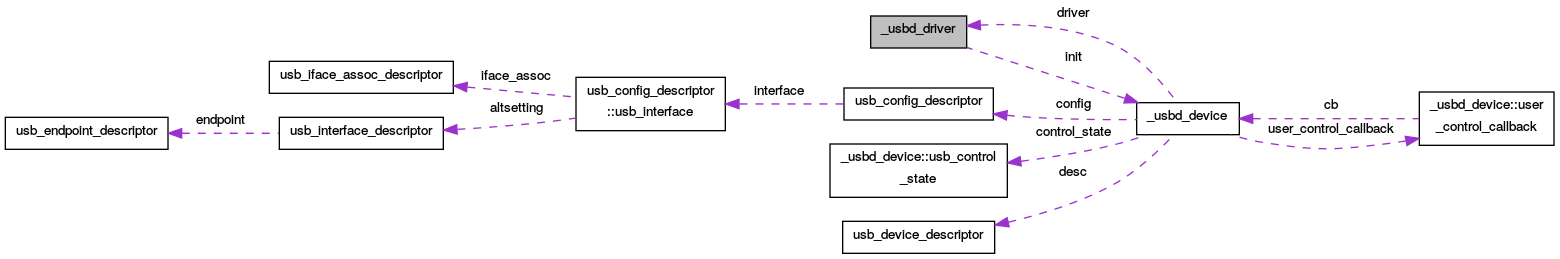 driver
_usbd_driver
init
usb_iface_assoc_descriptor
iface_assoc
usb_config_descriptor
::usb_interface
altsetting
interface
usb_config_descriptor
config
_usbd_device
cb
user_control_callback
_usbd_device::user
_control_callback
usb_endpoint_descriptor
endpoint
usb_interface_descriptor
control_state
_usbd_device::usb_control
_state
desc
usb_device_descriptor